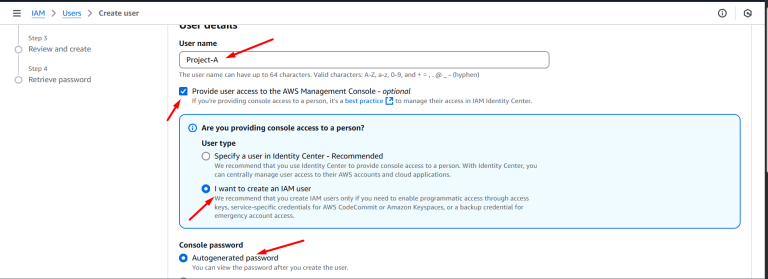 IAM > Users > Create user
Step 3
Review and create
Step 4
Retrieve password
User details
User name
Project-A
The user name can have up to 64 characters. Valid characters: A-Z, a-z, 0-9, and + = , . @ _ - (hyphen)
Provide user access to the AWS Management Console - optional
If you're providing console access to a person, it's a best practice to manage their access in IAM Identity Center.
Are you providing console access to a person?
User type
Specify a user in Identity Center - Recommended
We recommend that you use Identity Center to provide console access to a person. With Identity Center, you
can centrally manage user access to their AWS accounts and cloud applications.
I want to create an IAM user
We recommend that you create IAM users only if you need to enable programmatic access through access
keys, service-specific credentials for AWS CodeCommit or Amazon Keyspaces, or a backup credential for
emergency account access.
Console password
Autogenerated password
You can view the password after you create the user.